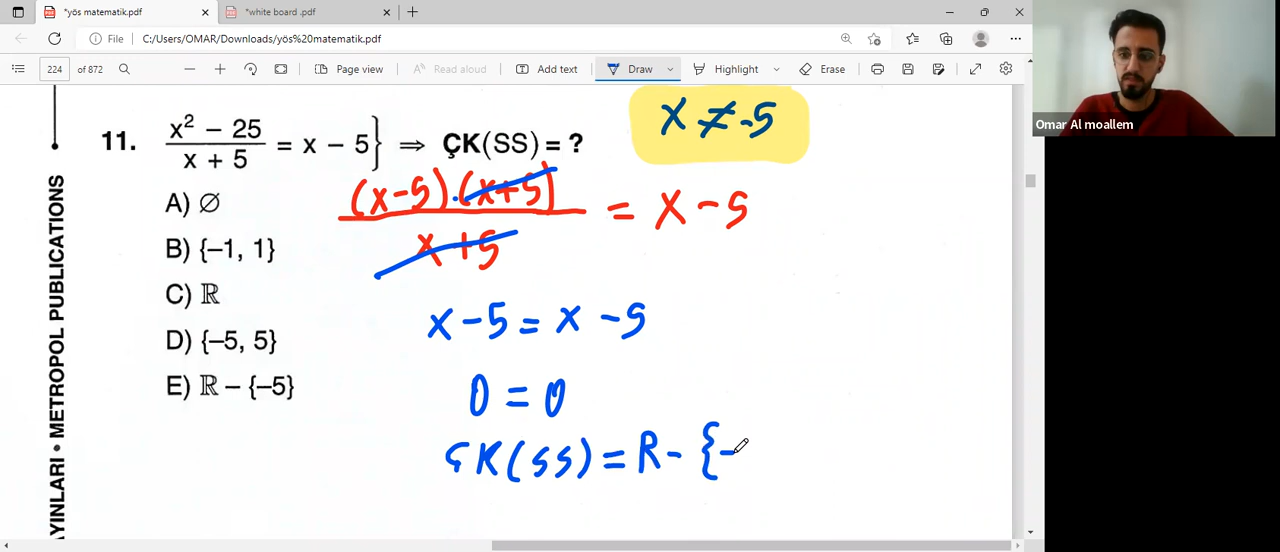 *yös matematik.pdf
*white board .pdf
File
C:/Users/OMAR/Downloads/yös%20matematik.pdf
224 of 872
Page view
Read aloud
Add text
Draw
Highlight
Erase
Omar Al moallem
x ≠ -5
11. (x² − 25)/(x + 5) = x − 5} ⇒ ÇK(SS) = ?
(x-5).(x+5)/(x+5) = x-5
A) ∅
B) {−1, 1}
C) ℝ
D) {−5, 5}
E) ℝ − {−5}
x-5 = x-5
0 = 0
ÇK(SS) = R- {-
AYINLARI • METROPOL PUBLICATIONS